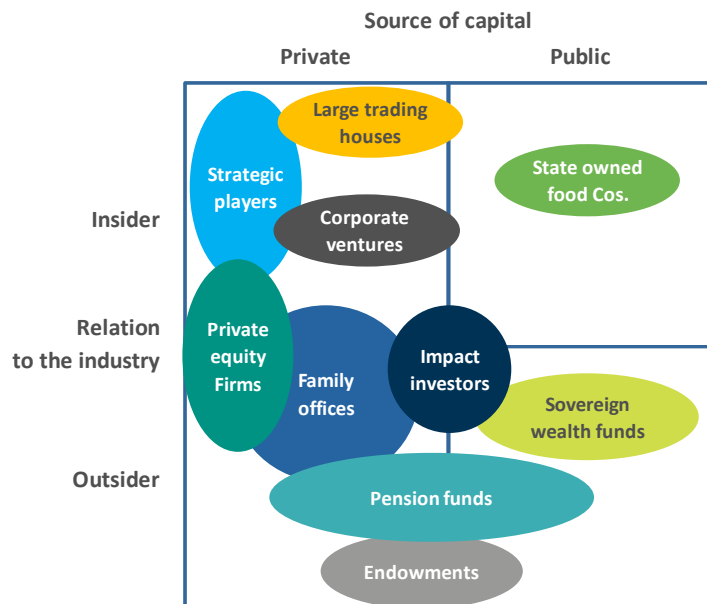 Source of capital
Private
Public
Large trading
houses
Strategic
players
State owned
food Cos.
Insider
Corporate
ventures
Relation
to the industry
Private
equity
Firms
Family
offices
Impact
investors
Sovereign
wealth funds
Outsider
Pension funds
Endowments